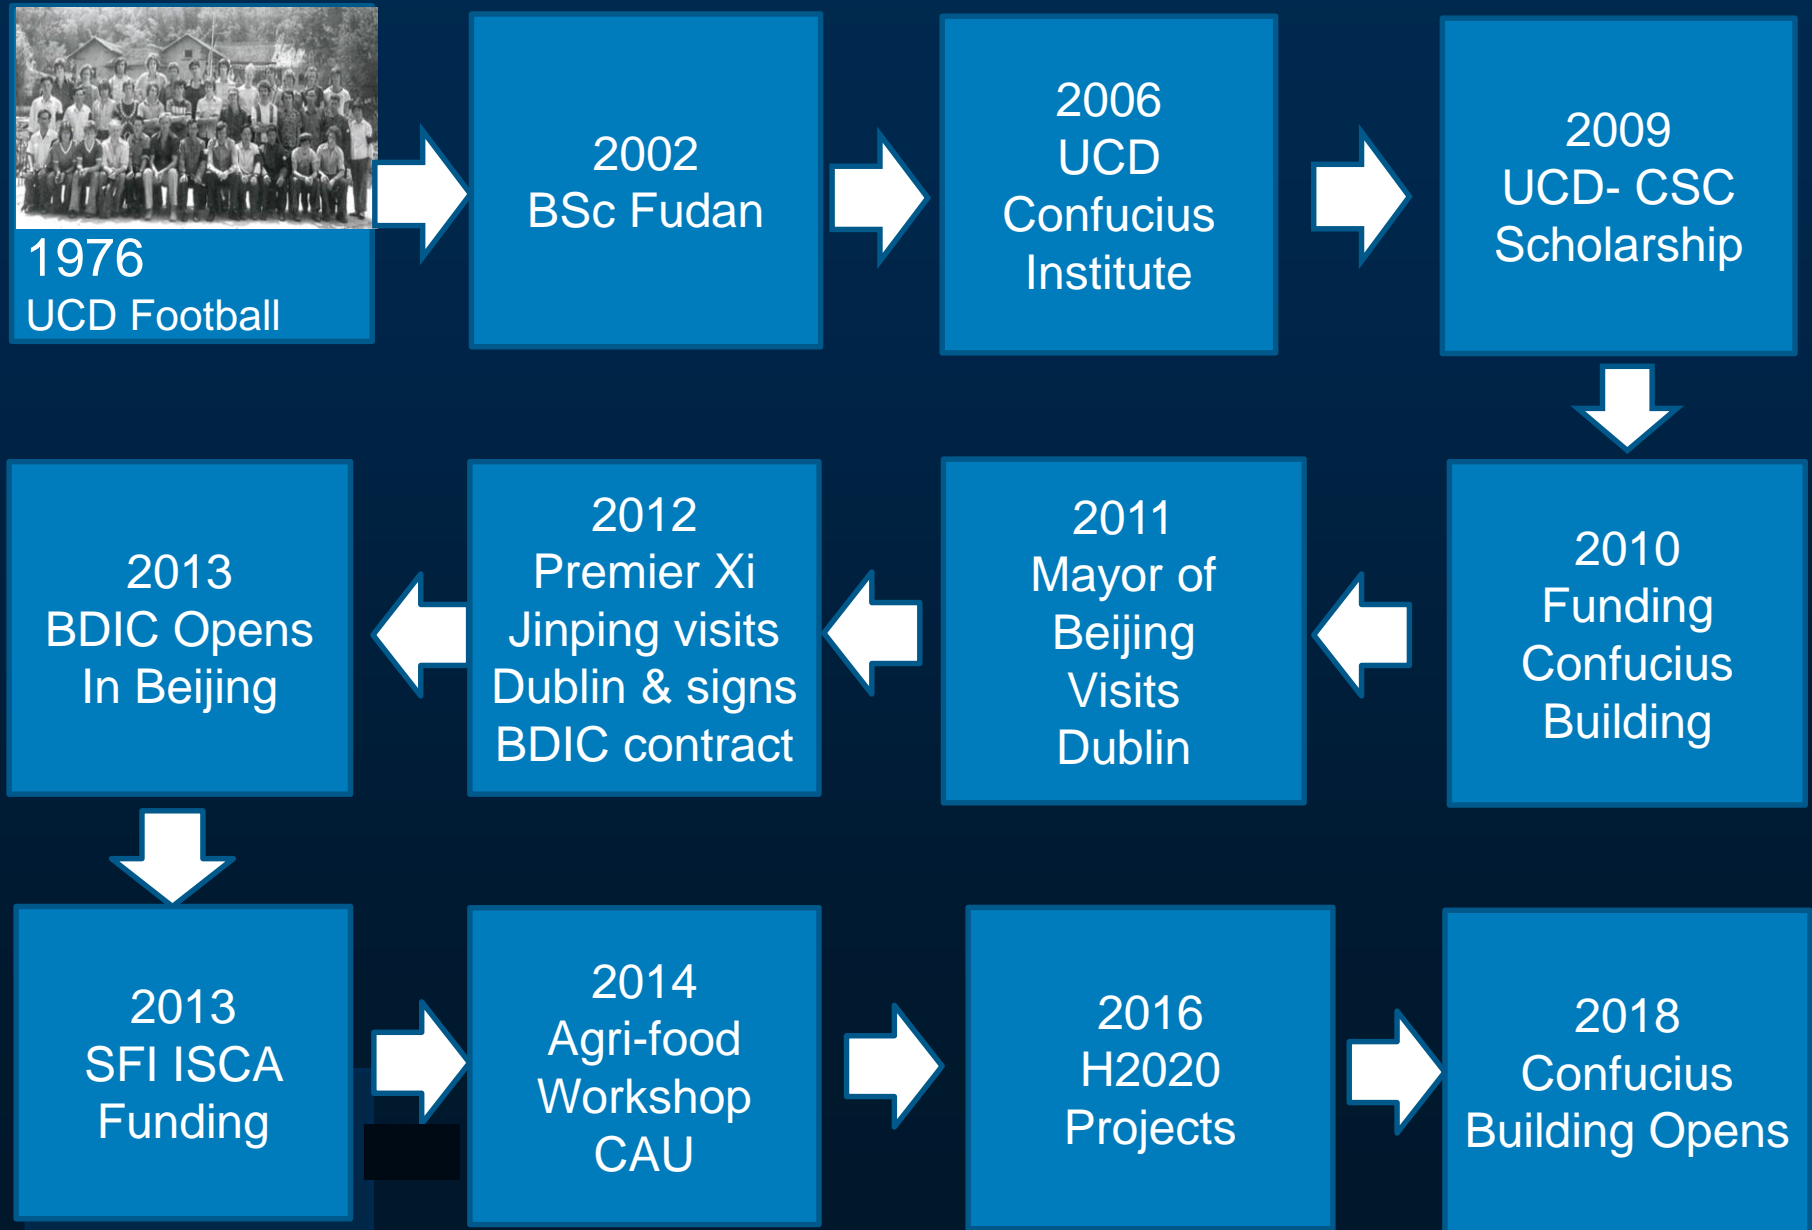 1976
UCD Football
2002
BSc Fudan
2006
UCD
Confucius
Institute
2009
UCD- CSC
Scholarship
2010
Funding
Confucius
Building
2011
Mayor of
Beijing
Visits
Dublin
2012
Premier Xi
Jinping visits
Dublin & signs
BDIC contract
2013
BDIC Opens
In Beijing
2013
SFI ISCA
Funding
2014
Agri-food
Workshop
CAU
2016
H2020
Projects
2018
Confucius
Building Opens